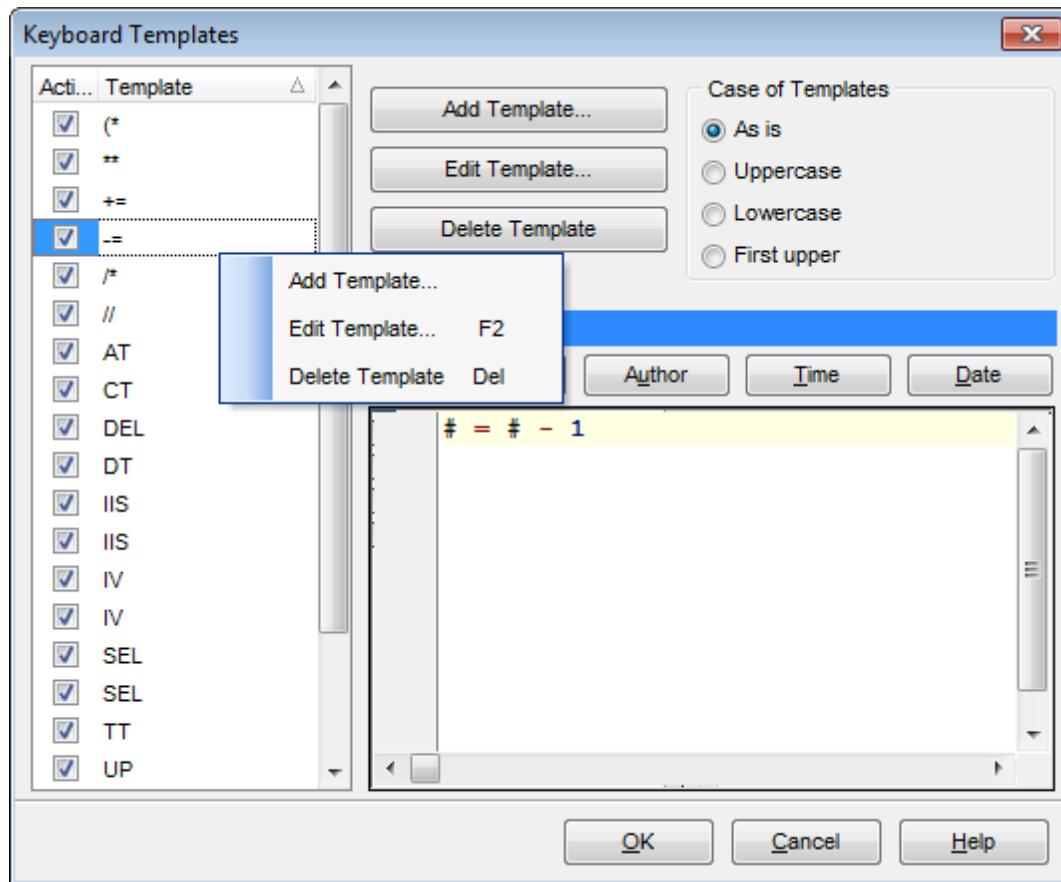 Keyboard Templates
Acti... Template
(*
**
+=
-=
/*
//
AT
CT
DEL
DT
IIS
IIS
IV
IV
SEL
SEL
TT
UP
Add Template...
Edit Template...
Delete Template
Case of Templates
As is
Uppercase
Lowercase
First upper
Add Template...
Edit Template... F2
Delete Template Del
Author Time Date
# = # - 1
OK Cancel Help